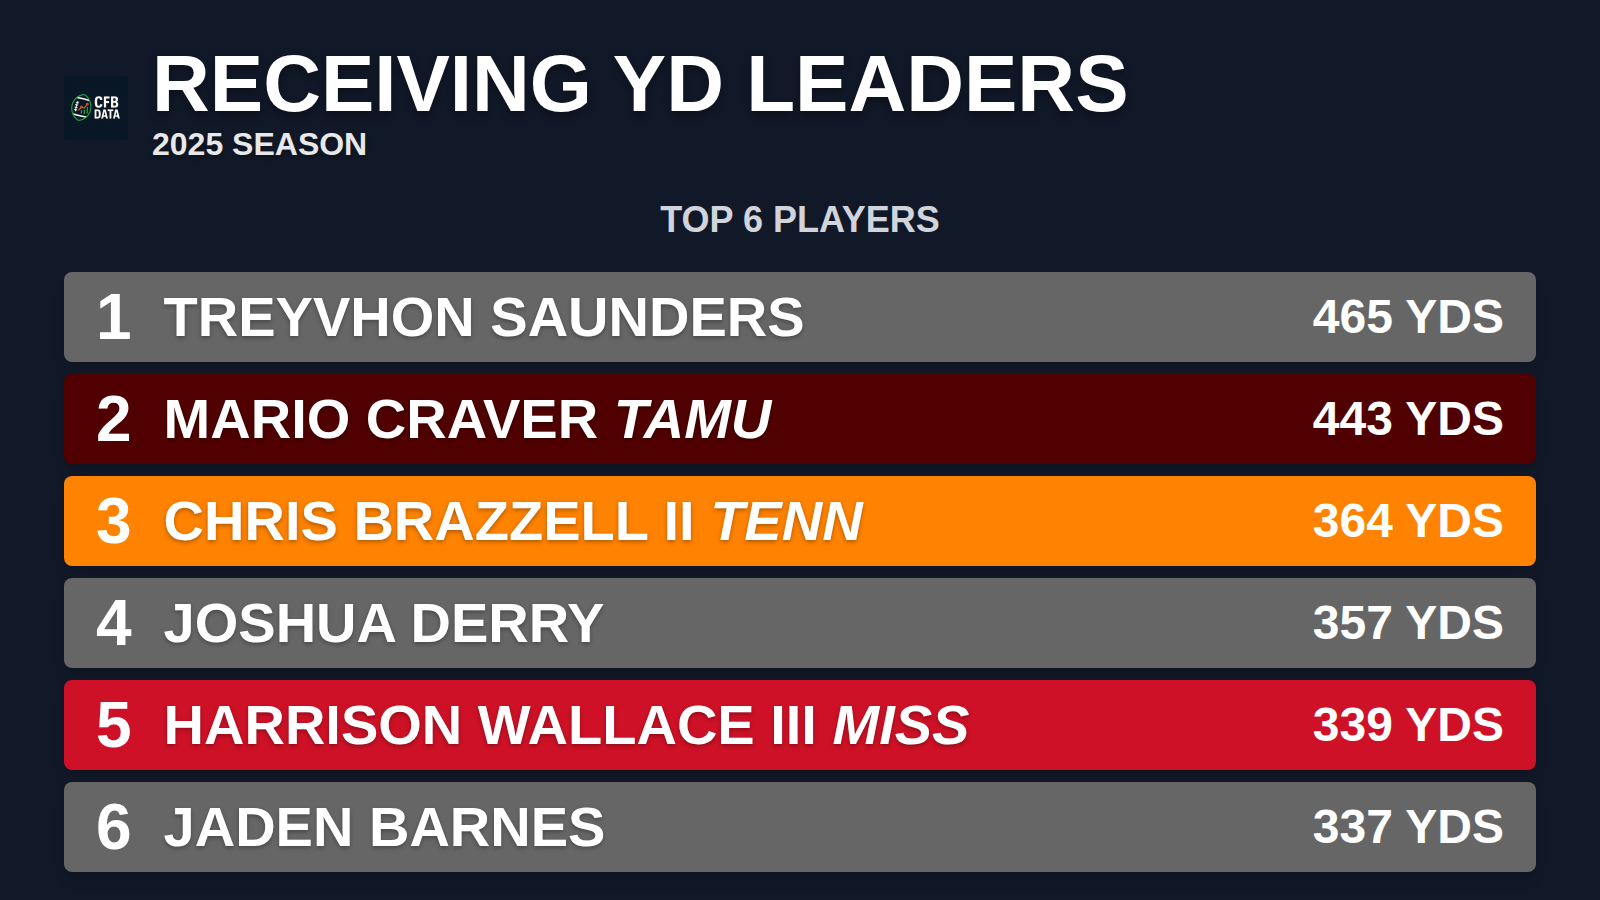 CFB
DATA
RECEIVING YD LEADERS
2025 SEASON
TOP 6 PLAYERS
1 TREYVHON SAUNDERS 465 YDS
2 MARIO CRAVER TAMU 443 YDS
3 CHRIS BRAZZELL II TENN 364 YDS
4 JOSHUA DERRY 357 YDS
5 HARRISON WALLACE III MISS 339 YDS
6 JADEN BARNES 337 YDS